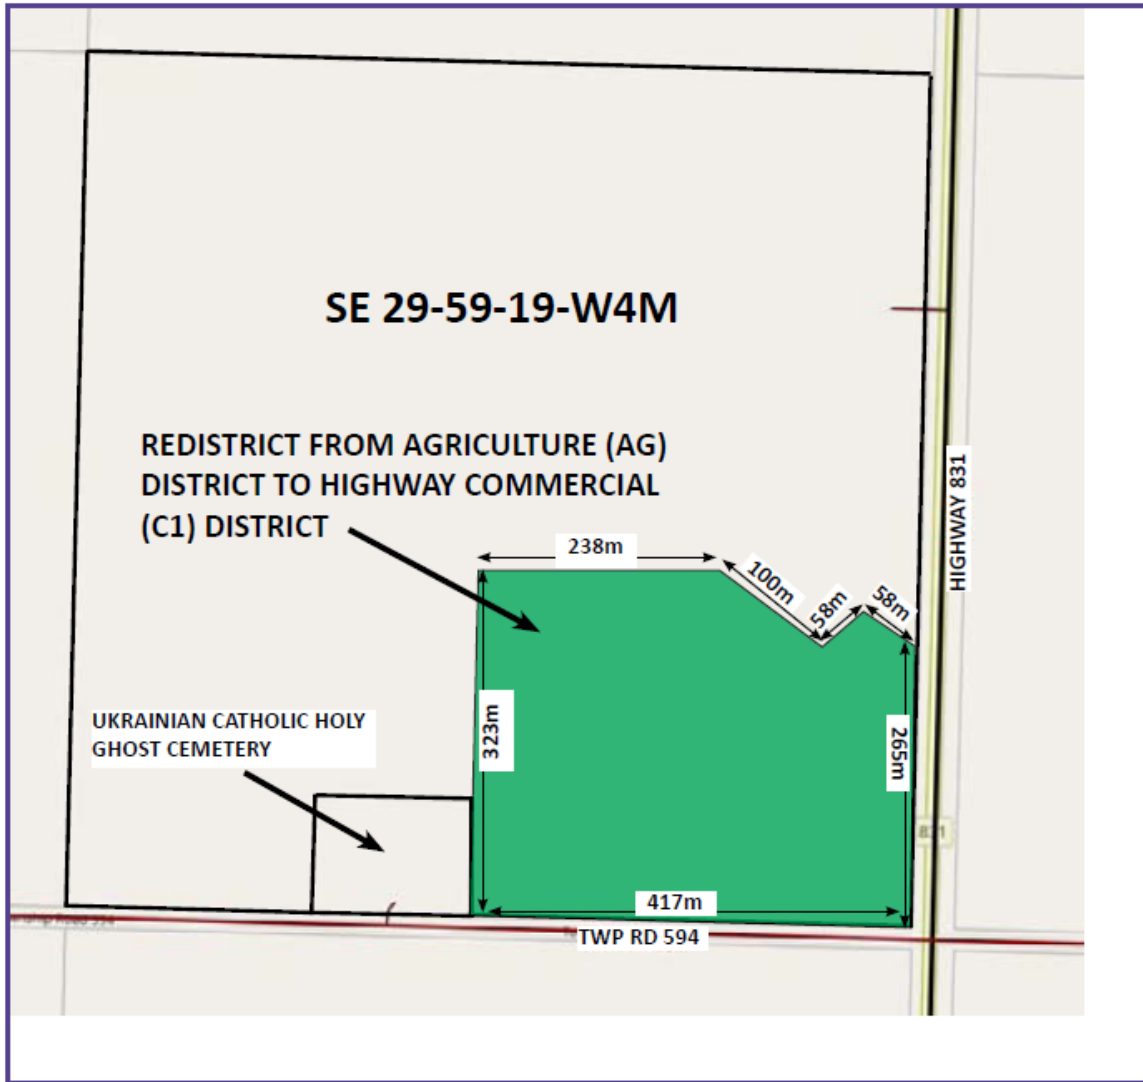 SE 29-59-19-W4M
REDISTRICT FROM AGRICULTURE (AG)
DISTRICT TO HIGHWAY COMMERCIAL
(C1) DISTRICT
HIGHWAY 831
238m
100m
58m
58m
323m
265m
UKRAINIAN CATHOLIC HOLY
GHOST CEMETERY
831
417m
TWP RD 594